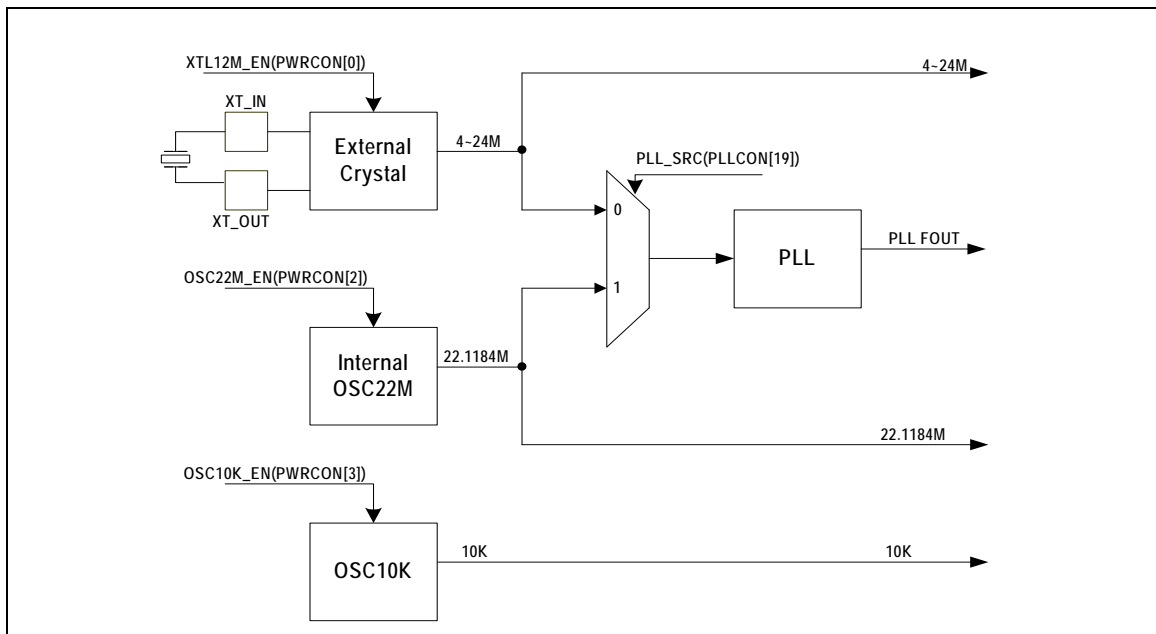 XTL12M_EN(PWRCON[0])
4~24M
XT_IN
External
Crystal
4~24M
PLL_SRC(PLLCON[19])
XT_OUT
0
PLL
PLL FOUT
OSC22M_EN(PWRCON[2])
1
Internal
OSC22M
22.1184M
22.1184M
OSC10K_EN(PWRCON[3])
OSC10K
10K
10K